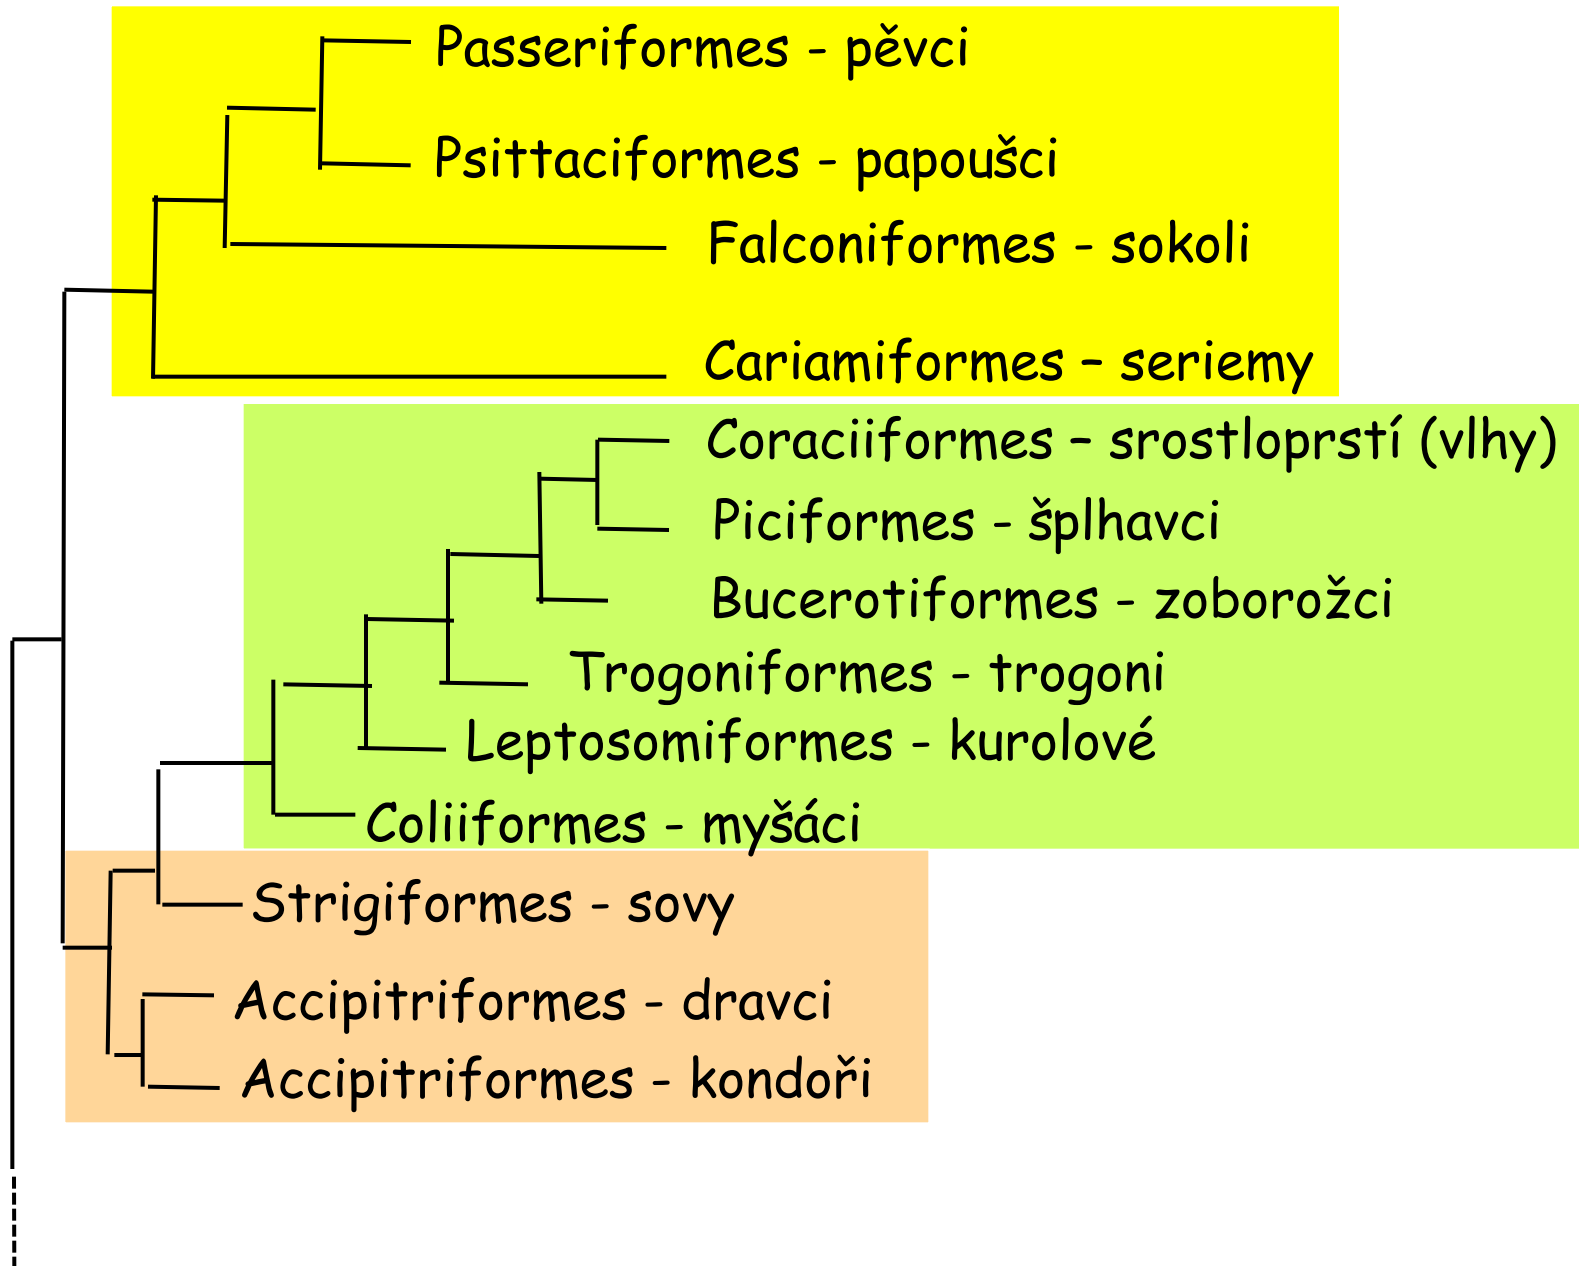 Passeriformes - pěvci
Psittaciformes - papoušci
Falconiformes - sokoli
Cariamiformes – seriemy
Coraciiformes – srostloprstí (vlhy)
Piciformes - šplhavci
Bucerotiformes - zoborožci
Trogoniformes - trogoni
Leptosomiformes - kurolové
Coliiformes - myšáci
Strigiformes - sovy
Accipitriformes - dravci
Accipitriformes - kondoři